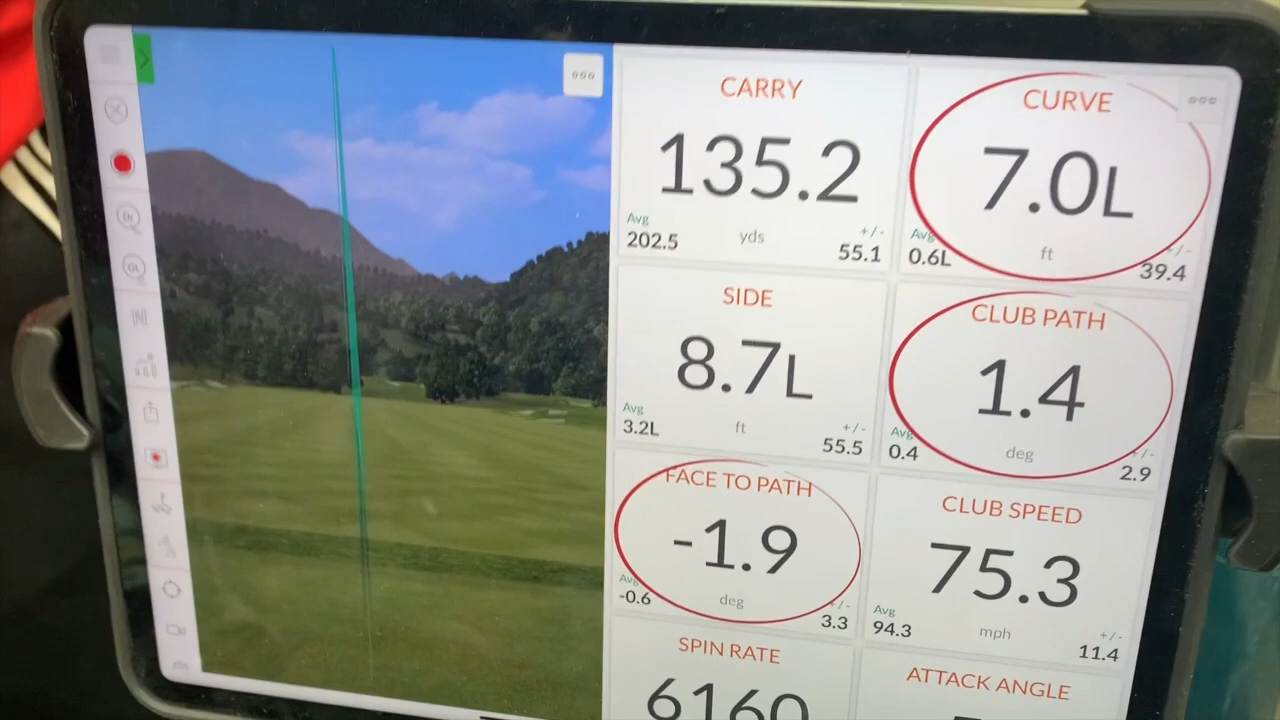 CARRY
135.2
Avg
202.5
yds
+/-
55.1
CURVE
7.0L
Avg
0.6L
ft
+/-
39.4
SIDE
8.7L
Avg
3.2L
ft
+/-
55.5
CLUB PATH
1.4
Avg
0.4
deg
+/-
2.9
FACE TO PATH
-1.9
Avg
-0.6
deg
+/-
3.3
CLUB SPEED
75.3
Avg
94.3
mph
+/-
11.4
SPIN RATE
6160
ATTACK ANGLE